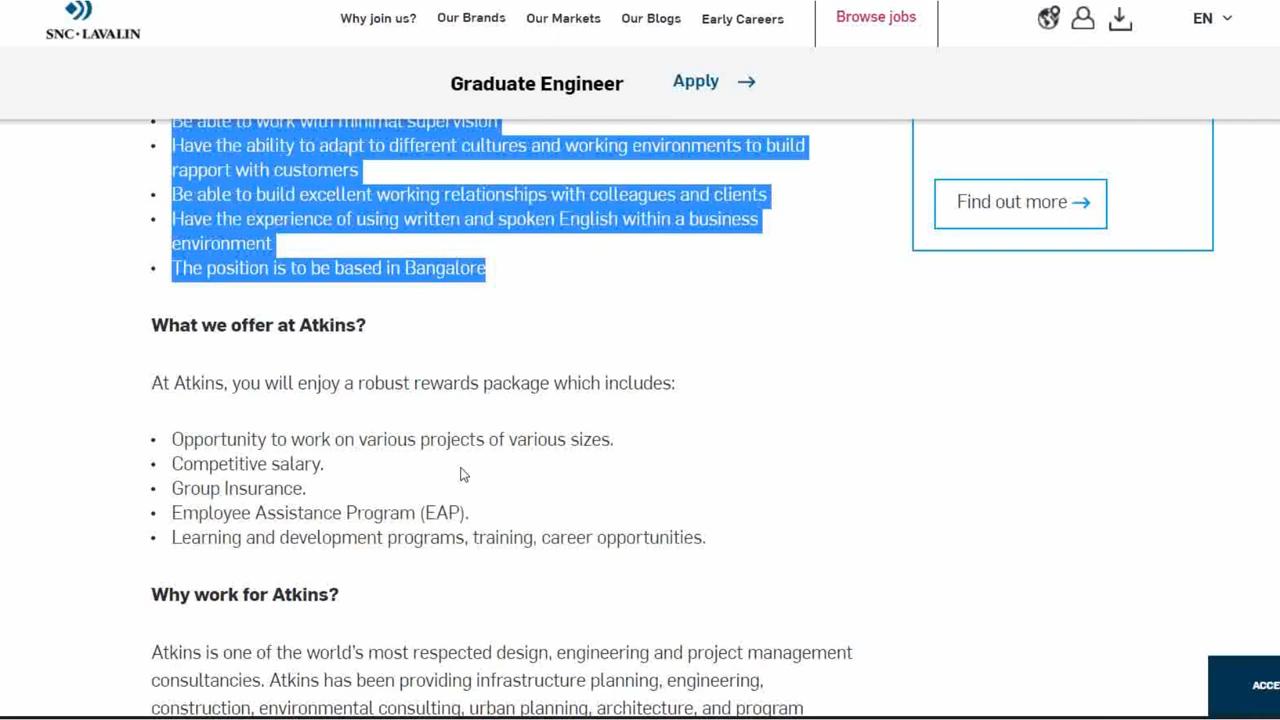 SNC·LAVALIN
Why join us?
Our Brands
Our Markets
Our Blogs
Early Careers
Browse jobs
EN
Graduate Engineer
Apply →
• Be able to work with minimal supervision
• Have the ability to adapt to different cultures and working environments to build
rapport with customers
• Be able to build excellent working relationships with colleagues and clients
• Have the experience of using written and spoken English within a business
environment
• The position is to be based in Bangalore
Find out more →
What we offer at Atkins?
At Atkins, you will enjoy a robust rewards package which includes:
• Opportunity to work on various projects of various sizes.
• Competitive salary.
• Group Insurance.
• Employee Assistance Program (EAP).
• Learning and development programs, training, career opportunities.
Why work for Atkins?
Atkins is one of the world's most respected design, engineering and project management
consultancies. Atkins has been providing infrastructure planning, engineering,
construction, environmental consulting, urban planning, architecture, and program